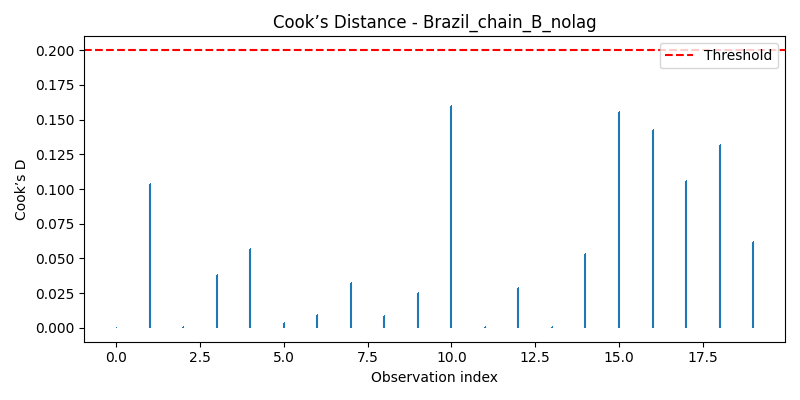 Cook’s Distance - Brazil_chain_B_nolag
Threshold
Cook’s D
0.200
0.175
0.150
0.125
0.100
0.075
0.050
0.025
0.000
0.0 2.5 5.0 7.5 10.0 12.5 15.0 17.5
Observation index